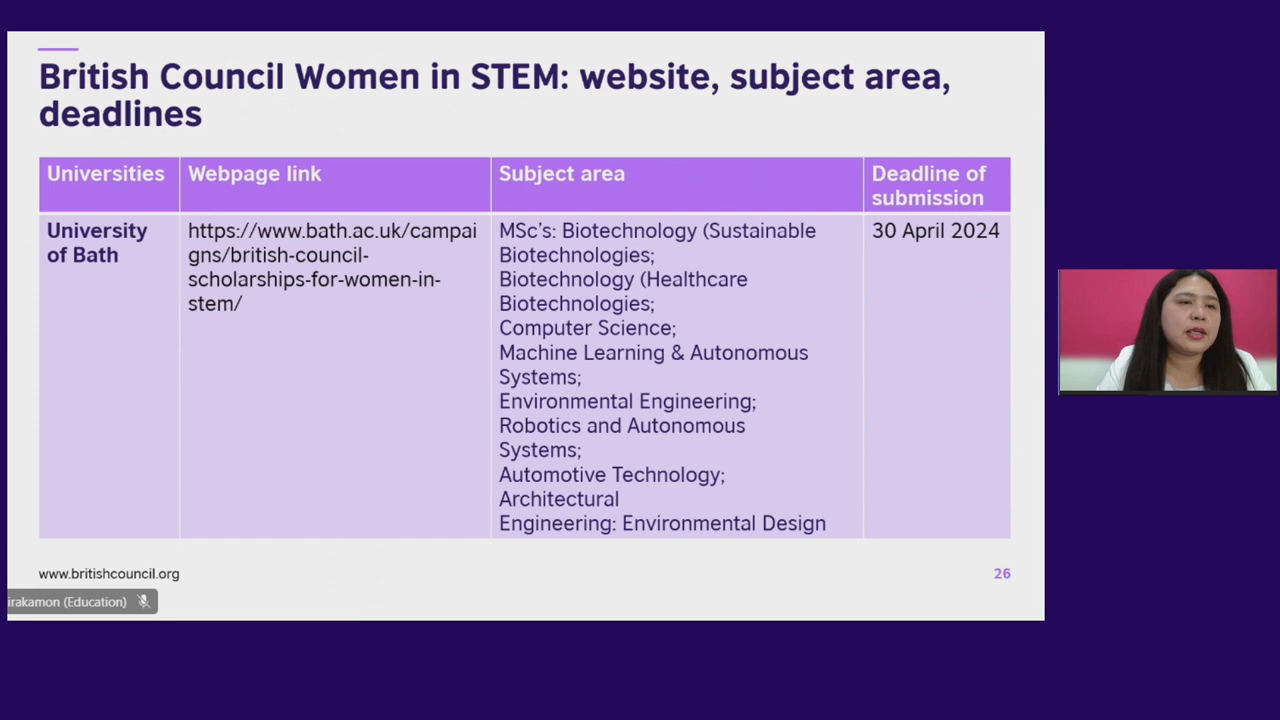 British Council Women in STEM: website, subject area,
deadlines
Universities
Webpage link
Subject area
Deadline of
submission
University
of Bath
https://www.bath.ac.uk/campai
gns/british-council-
scholarships-for-women-in-
stem/
MSc's: Biotechnology (Sustainable
Biotechnologies;
Biotechnology (Healthcare
Biotechnologies;
Computer Science;
Machine Learning & Autonomous
Systems;
Environmental Engineering;
Robotics and Autonomous
Systems;
Automotive Technology;
Architectural
Engineering: Environmental Design
30 April 2024
www.britishcouncil.org
26
irakamon (Education)